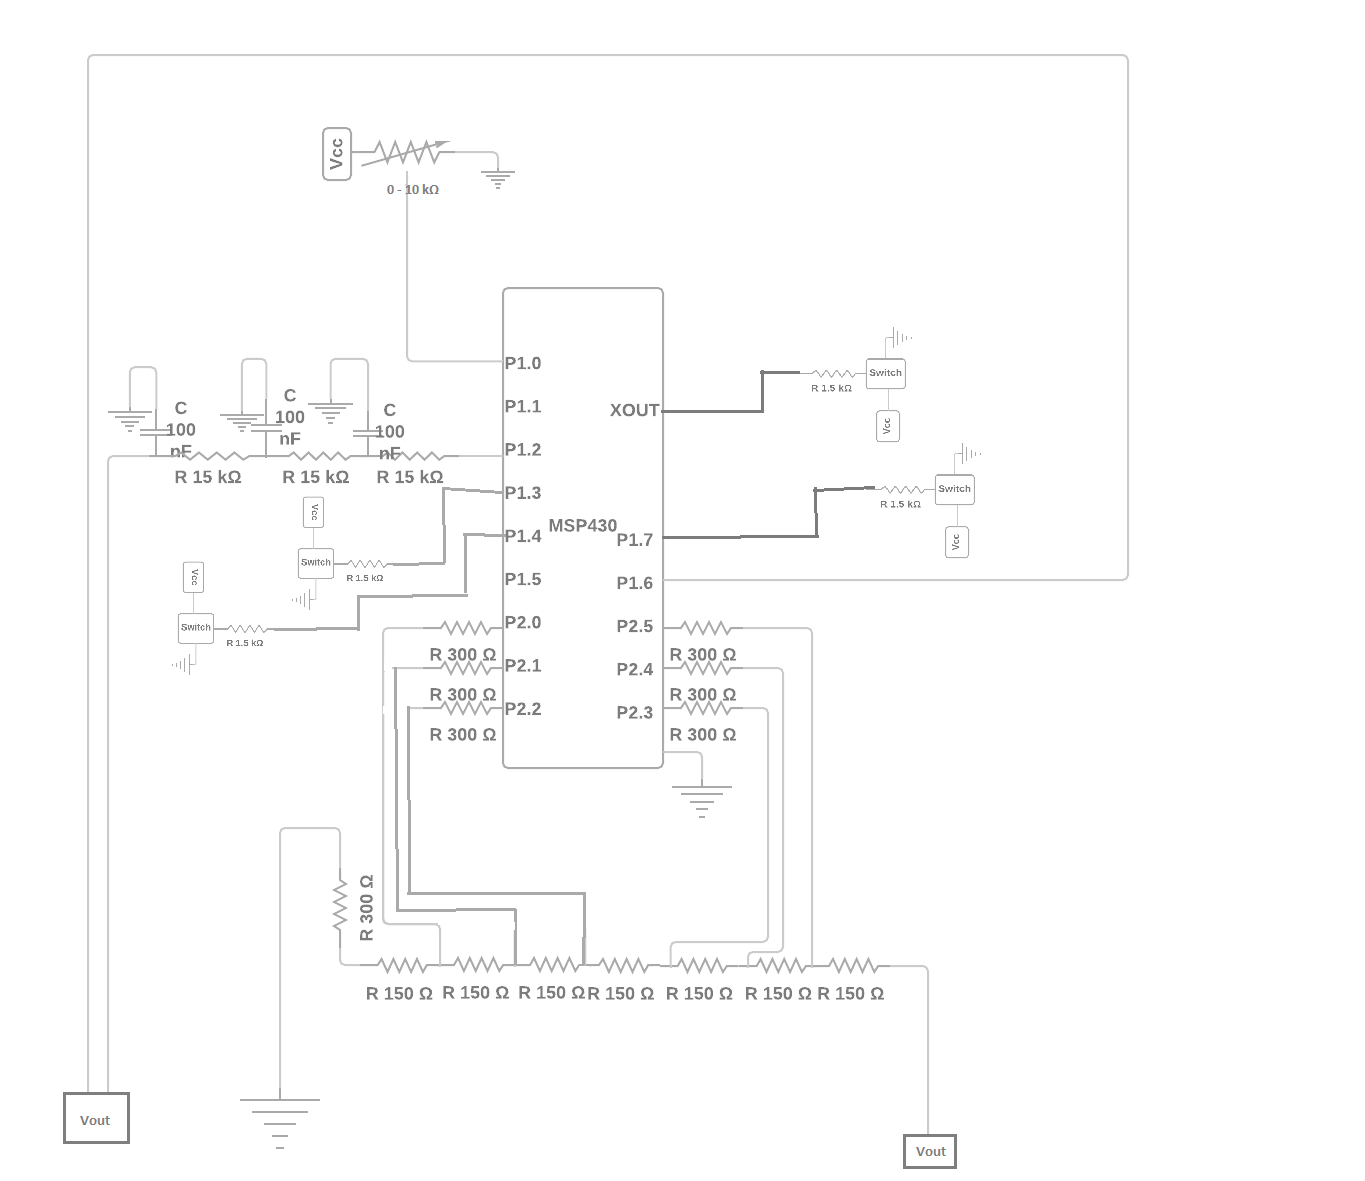 Vcc
0 - 10 kΩ
P1.0
P1.1
P1.2
P1.3
P1.4
P1.5
P2.0
P2.1
P2.2
MSP430
XOUT
P1.7
P1.6
P2.5
P2.4
P2.3
C
100
nF
C
100
nF
C
100
nF
R 15 kΩ
R 15 kΩ
R 15 kΩ
Vcc
Switch
R 1.5 kΩ
Vcc
Switch
R 1.5 kΩ
Switch
R 1.5 kΩ
Vcc
Switch
R 1.5 kΩ
Vcc
R 300 Ω
R 300 Ω
R 300 Ω
R 300 Ω
R 300 Ω
R 300 Ω
R 300 Ω
R 150 Ω
R 150 Ω
R 150 Ω
R 150 Ω
R 150 Ω
R 150 Ω
R 150 Ω
Vout
Vout